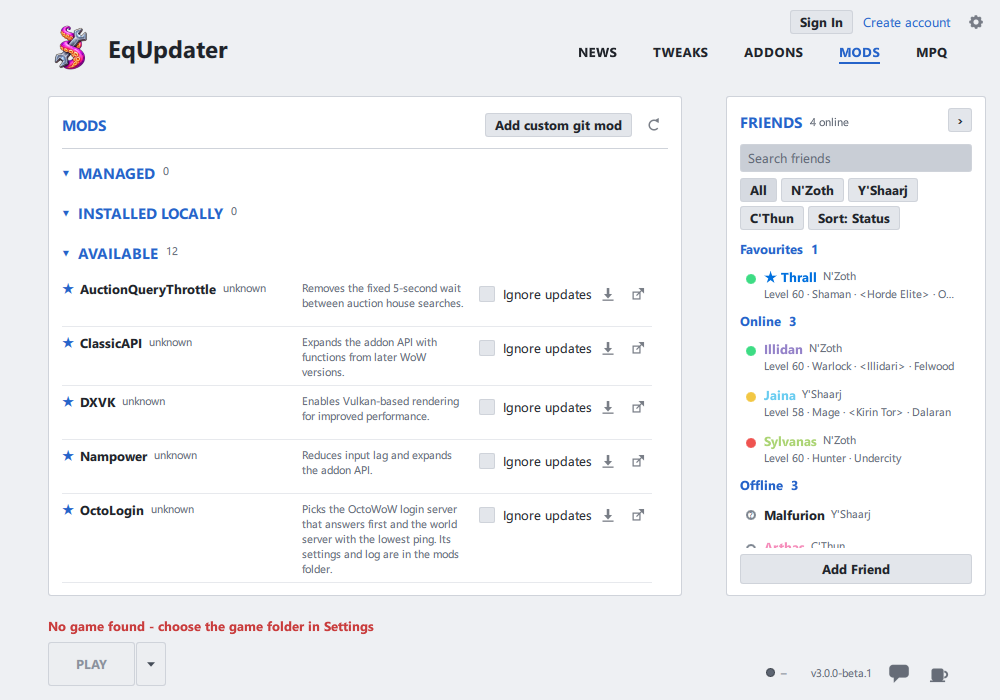 Sign In
Create account
EqUpdater
NEWS
TWEAKS
ADDONS
MODS
MPQ
MODS
Add custom git mod
MANAGED 0
INSTALLED LOCALLY 0
AVAILABLE 12
AuctionQueryThrottle unknown
Removes the fixed 5-second wait
between auction house searches.
Ignore updates
ClassicAPI unknown
Expands the addon API with
functions from later WoW
versions.
Ignore updates
DXVK unknown
Enables Vulkan-based rendering
for improved performance.
Ignore updates
Nampower unknown
Reduces input lag and expands
the addon API.
Ignore updates
OctoLogin unknown
Picks the OctoWoW login server
that answers first and the world
server with the lowest ping. Its
settings and log are in the mods
folder.
Ignore updates
FRIENDS 4 online
Search friends
All
N'Zoth
Y'Shaarj
C'Thun
Sort: Status
Favourites 1
★ Thrall N'Zoth
Level 60 · Shaman · <Horde Elite> · O...
Online 3
Illidan N'Zoth
Level 60 · Warlock · <Illidari> · Felwood
Jaina Y'Shaarj
Level 58 · Mage · <Kirin Tor> · Dalaran
Sylvanas N'Zoth
Level 60 · Hunter · Undercity
Offline 3
Malfurion Y'Shaarj
Arthas C'Thun
Add Friend
No game found - choose the game folder in Settings
PLAY
–
v3.0.0-beta.1